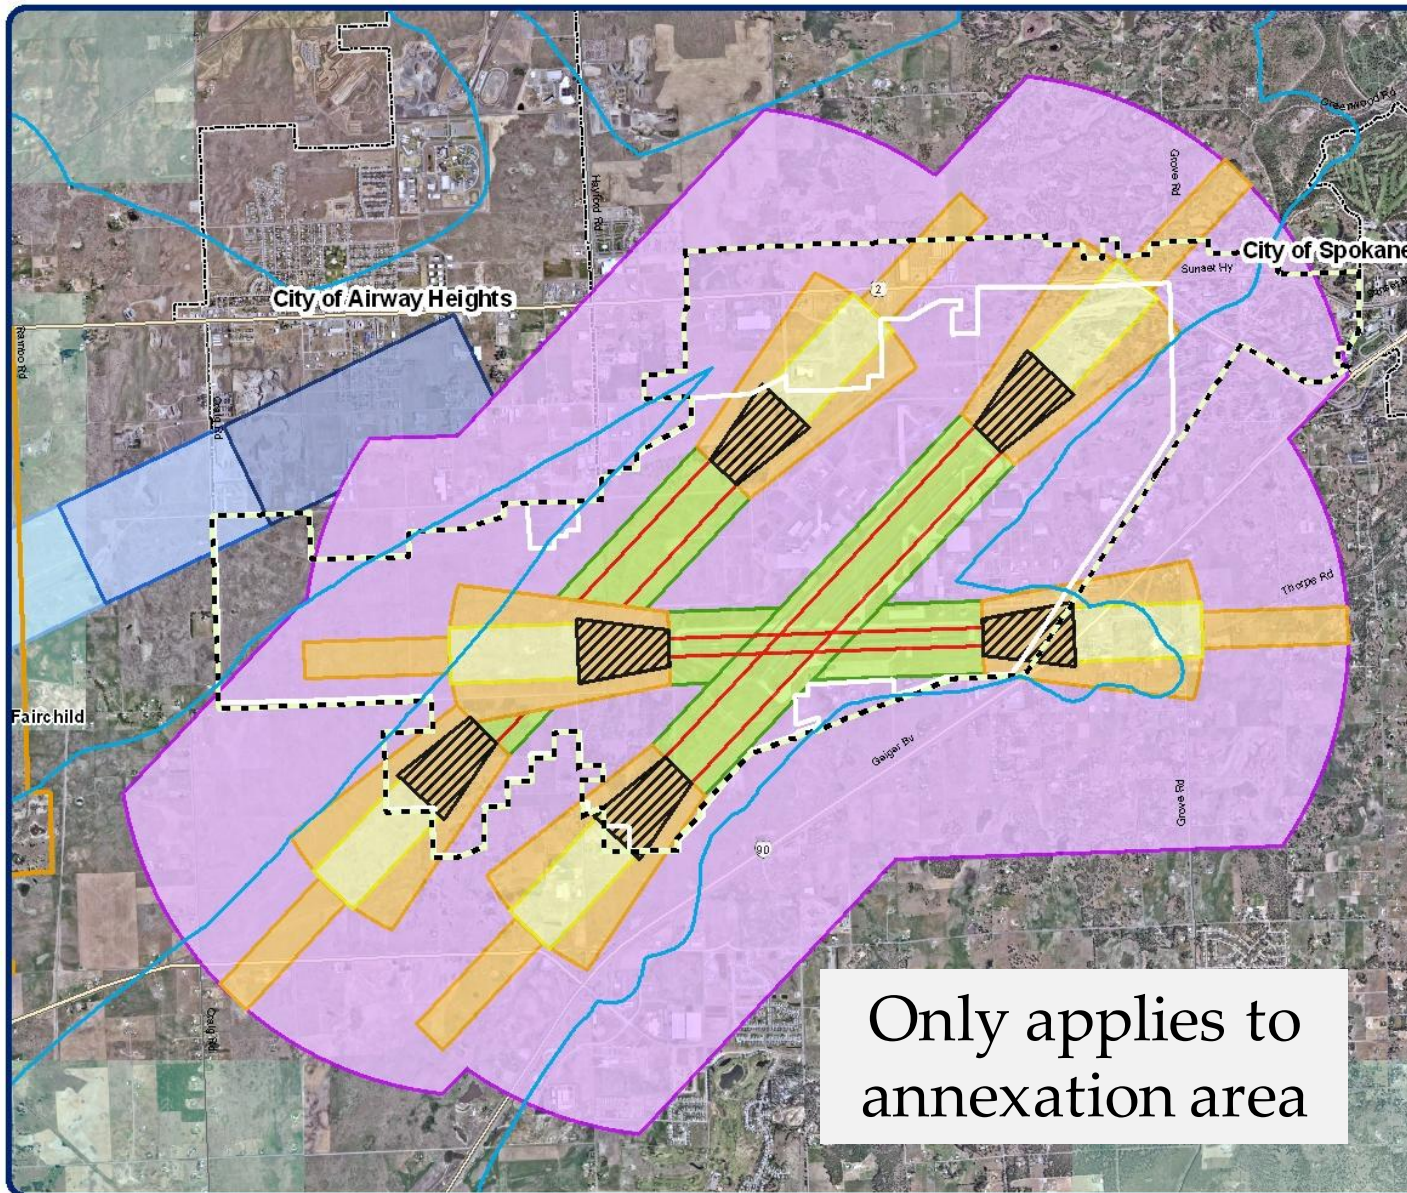 Greenwood Rd
Grove Rd
Hayford Rd
City of Spokane
Sunset Hy
2
City of Airway Heights
Rambo Rd
Craig Rd
Thorpe Rd
Fairchild
Geiger Bv
Grove Rd
90
Craig Rd
Only applies to
annexation area